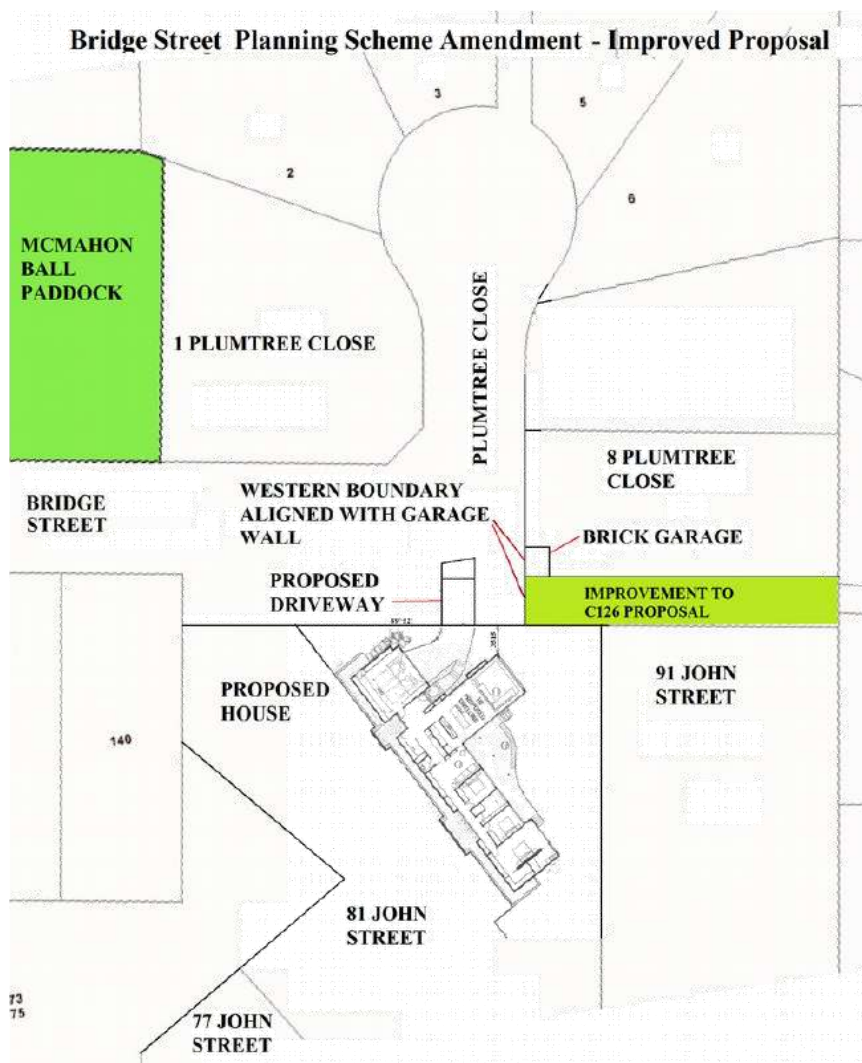 Bridge Street Planning Scheme Amendment - Improved Proposal
3
5
2
6
MCMAHON
BALL
PADDOCK
1 PLUMTREE CLOSE
PLUMTREE CLOSE
8 PLUMTREE
CLOSE
BRIDGE
STREET
WESTERN BOUNDARY
ALIGNED WITH GARAGE
WALL
BRICK GARAGE
PROPOSED
DRIVEWAY
IMPROVEMENT TO
C126 PROPOSAL
PROPOSED
HOUSE
91 JOHN
STREET
140
81 JOHN
STREET
73
75
77 JOHN
STREET